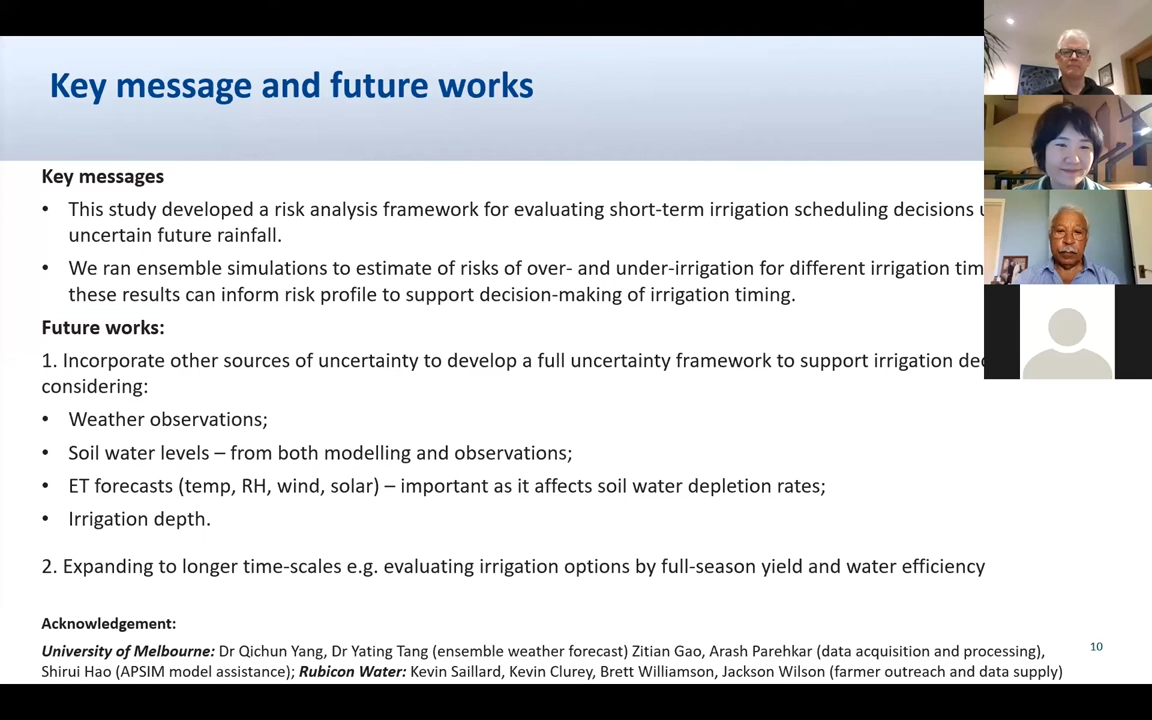 Key message and future works
Key messages
• This study developed a risk analysis framework for evaluating short-term irrigation scheduling decisions
uncertain future rainfall.
• We ran ensemble simulations to estimate of risks of over- and under-irrigation for different irrigation
these results can inform risk profile to support decision-making of irrigation timing.
Future works:
1. Incorporate other sources of uncertainty to develop a full uncertainty framework to support irrigation
considering:
• Weather observations;
• Soil water levels – from both modelling and observations;
• ET forecasts (temp, RH, wind, solar) – important as it affects soil water depletion rates;
• Irrigation depth.
2. Expanding to longer time-scales e.g. evaluating irrigation options by full-season yield and water efficiency
Acknowledgement:
University of Melbourne: Dr Qichun Yang, Dr Yating Tang (ensemble weather forecast) Zitian Gao, Arash Parehkar (data acquisition and processing),
Shirui Hao (APSIM model assistance); Rubicon Water: Kevin Saillard, Kevin Clurey, Brett Williamson, Jackson Wilson (farmer outreach and data supply)
10